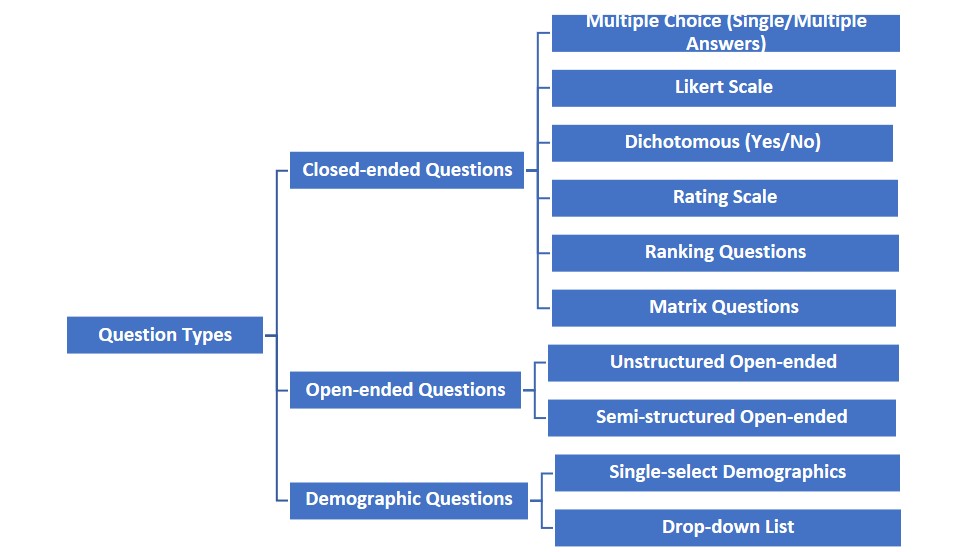 Multiple Choice (Single/Multiple
Answers)
Likert Scale
Dichotomous (Yes/No)
Closed-ended Questions
Rating Scale
Ranking Questions
Matrix Questions
Question Types
Unstructured Open-ended
Open-ended Questions
Semi-structured Open-ended
Single-select Demographics
Demographic Questions
Drop-down List